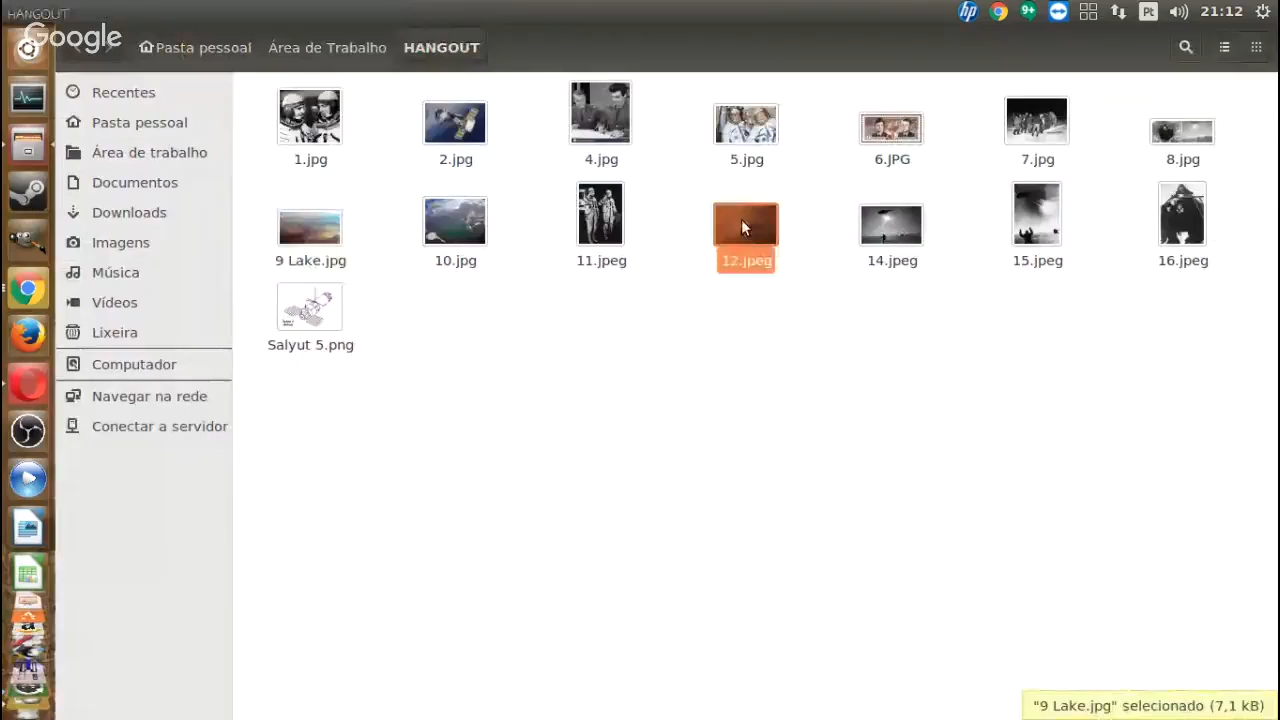 HANGOUT
Google
Pt
21:12
Pasta pessoal
Área de Trabalho
HANGOUT
Recentes
Pasta pessoal
Área de trabalho
Documentos
Downloads
Imagens
Música
Vídeos
Lixeira
Computador
Navegar na rede
Conectar a servidor
1.jpg
2.jpg
4.jpg
5.jpg
6.JPG
7.jpg
8.jpg
9 Lake.jpg
10.jpg
11.jpeg
12.jpeg
14.jpeg
15.jpeg
16.jpeg
Salyut 5.png
"9 Lake.jpg" selecionado (7,1 kB)
hp
9+